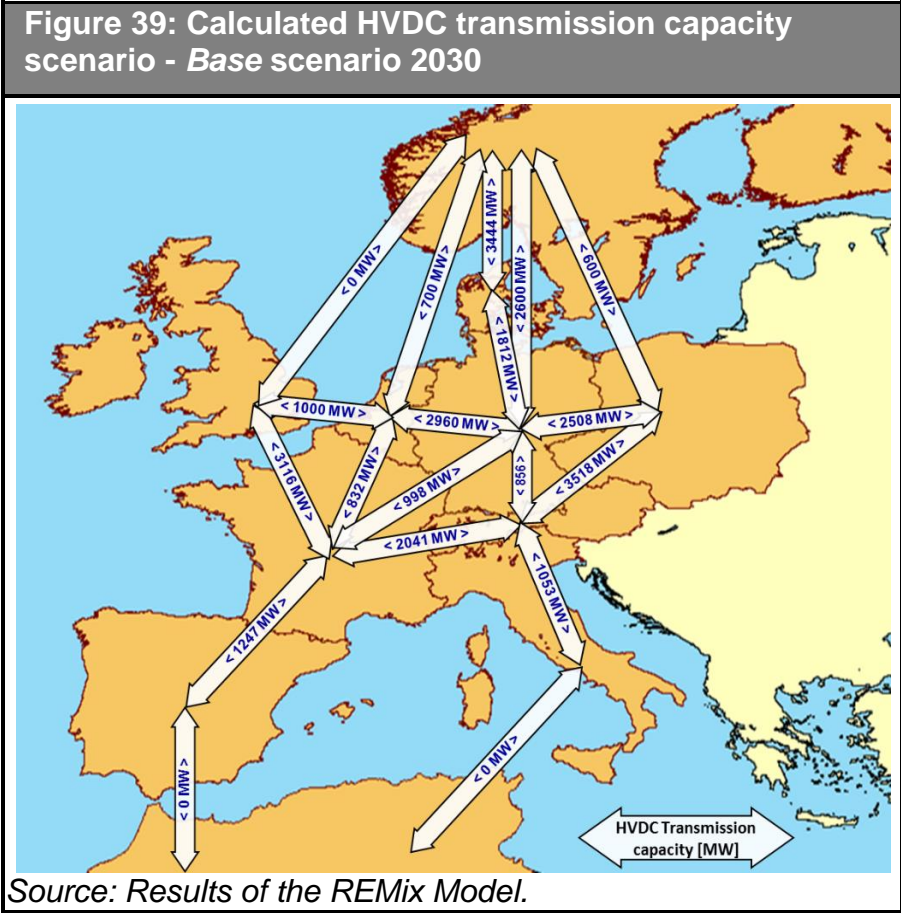 Figure 39: Calculated HVDC transmission capacity
scenario - Base scenario 2030
< 0 MW >
< 700 MW >
< 3444 MW >
< 2600 MW >
< 600 MW >
< 1812 MW >
< 1000 MW >
< 2960 MW >
< 2508 MW >
< 3116 MW >
< 832 MW >
< 998 MW >
< 856 >
< 3518 MW >
< 2041 MW >
< 1053 MW >
< 1247 MW >
< 0 MW >
< 0 MW >
HVDC Transmission
capacity [MW]
Source: Results of the REMix Model.